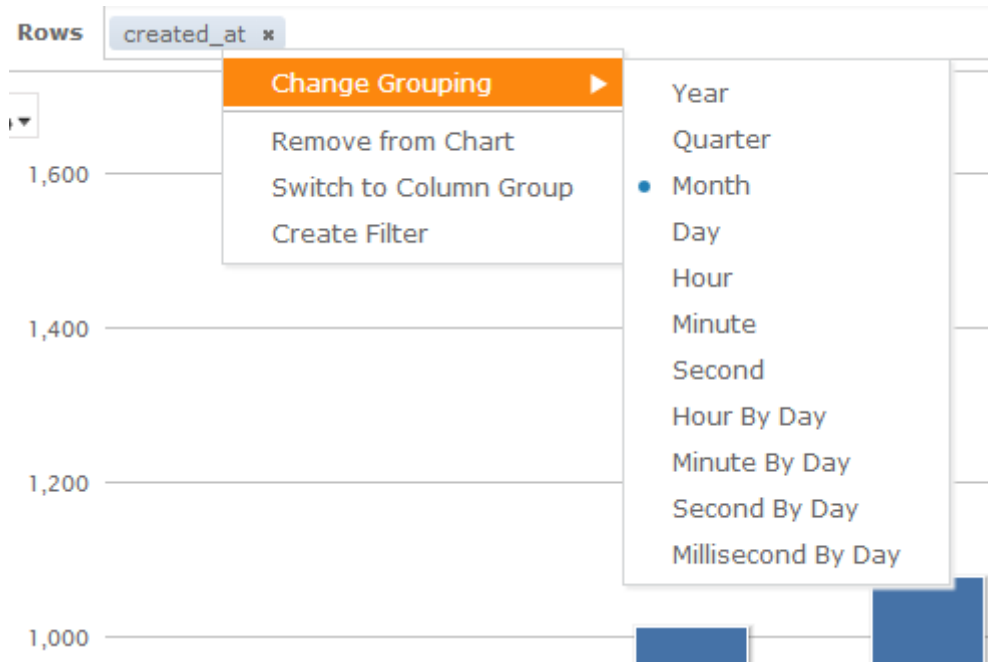 Rows created_at ×
Change Grouping
Remove from Chart
Switch to Column Group
Create Filter
Year
Quarter
Month
Day
Hour
Minute
Second
Hour By Day
Minute By Day
Second By Day
Millisecond By Day
1,600
1,400
1,200
1,000